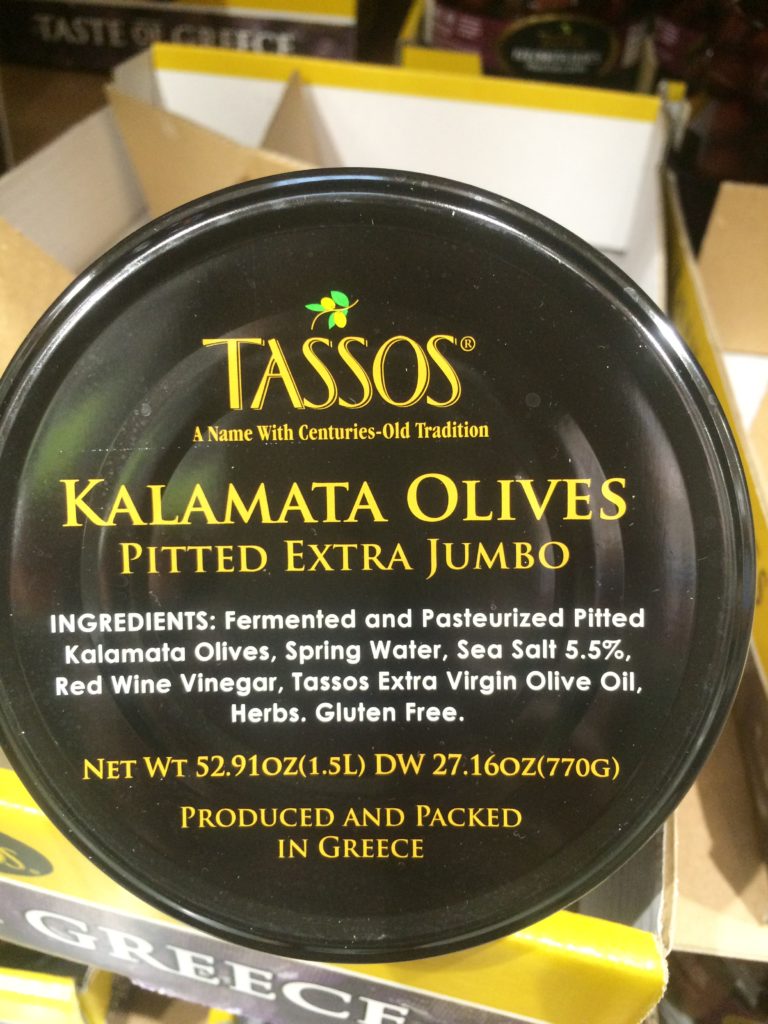 TASTE OF GREECE
TASSOS®
A Name With Centuries-Old Tradition
KALAMATA OLIVES
PITTED EXTRA JUMBO
INGREDIENTS: Fermented and Pasteurized Pitted
Kalamata Olives, Spring Water, Sea Salt 5.5%,
Red Wine Vinegar, Tassos Extra Virgin Olive Oil,
Herbs. Gluten Free.
NET WT 52.91OZ(1.5L) DW 27.16OZ(770G)
PRODUCED AND PACKED
IN GREECE
GREECE